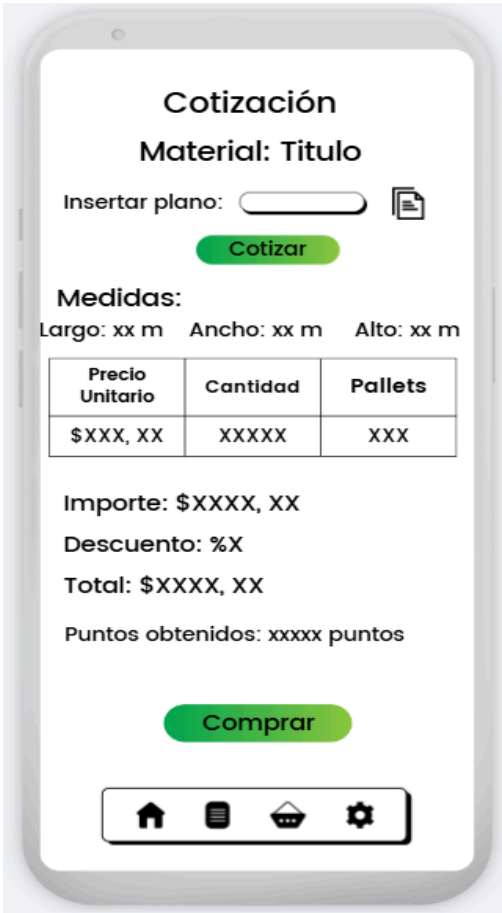 Cotización
Material: Titulo
Insertar plano:
Cotizar
Medidas:
Largo: xx m Ancho: xx m Alto: xx m
Precio Unitario Cantidad Pallets
$XXX, XX XXXXX XXX
Importe: $XXXX, XX
Descuento: %X
Total: $XXXX, XX
Puntos obtenidos: xxxxx puntos
Comprar